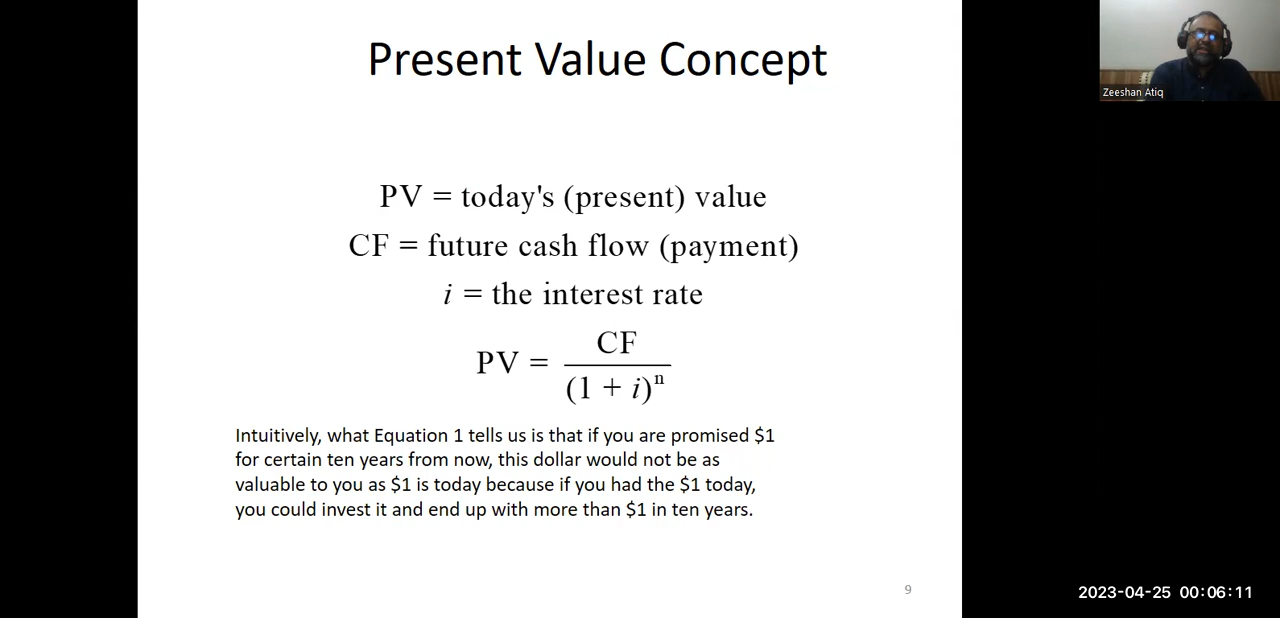 Present Value Concept
Zeeshan Atiq
PV = today's (present) value
CF = future cash flow (payment)
i = the interest rate
PV = CF / (1 + i)ⁿ
Intuitively, what Equation 1 tells us is that if you are promised $1
for certain ten years from now, this dollar would not be as
valuable to you as $1 is today because if you had the $1 today,
you could invest it and end up with more than $1 in ten years.
9
2023-04-25 00:06:11